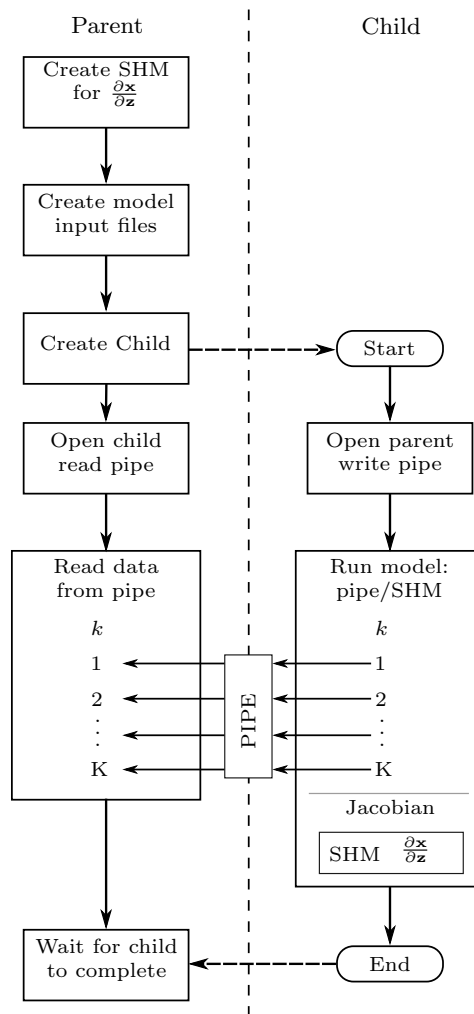 Parent
Child
Create SHM
for ∂x/∂z
Create model
input files
Create Child
Start
Open child
read pipe
Open parent
write pipe
Read data
from pipe
k
1
2
⋮
K
PIPE
Run model:
pipe/SHM
k
1
2
⋮
K
Jacobian
SHM ∂x/∂z
Wait for child
to complete
End